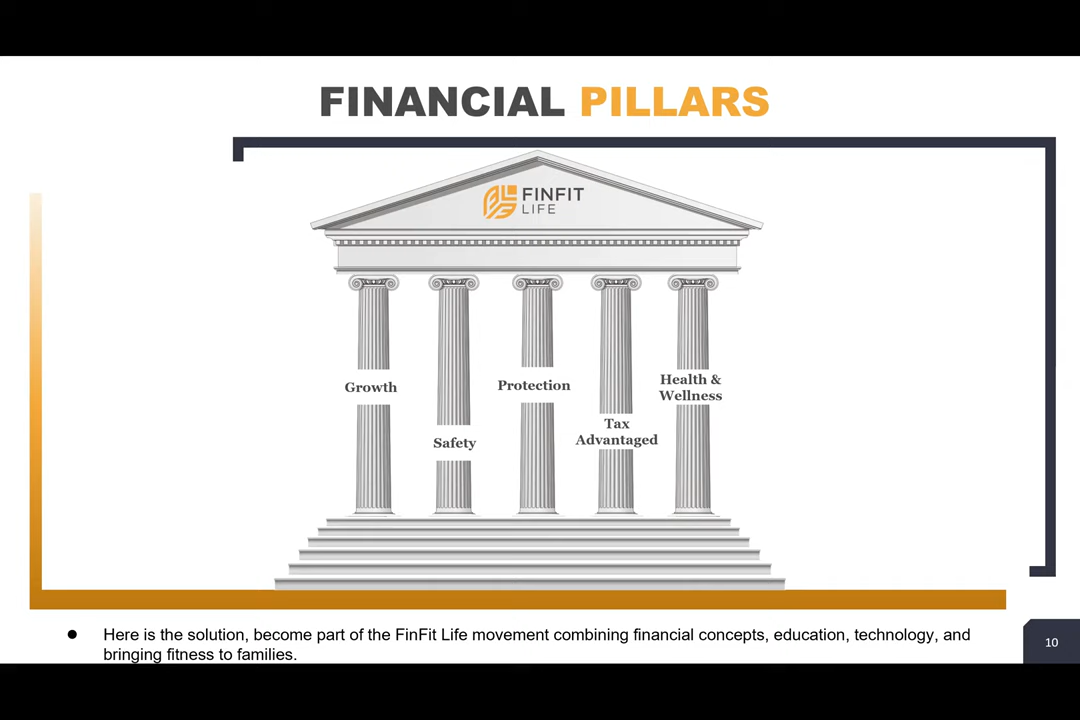 FINANCIAL PILLARS
FINFIT
LIFE
Growth
Safety
Protection
Tax
Advantaged
Health &
Wellness
● Here is the solution, become part of the FinFit Life movement combining financial concepts, education, technology, and
bringing fitness to families.
10